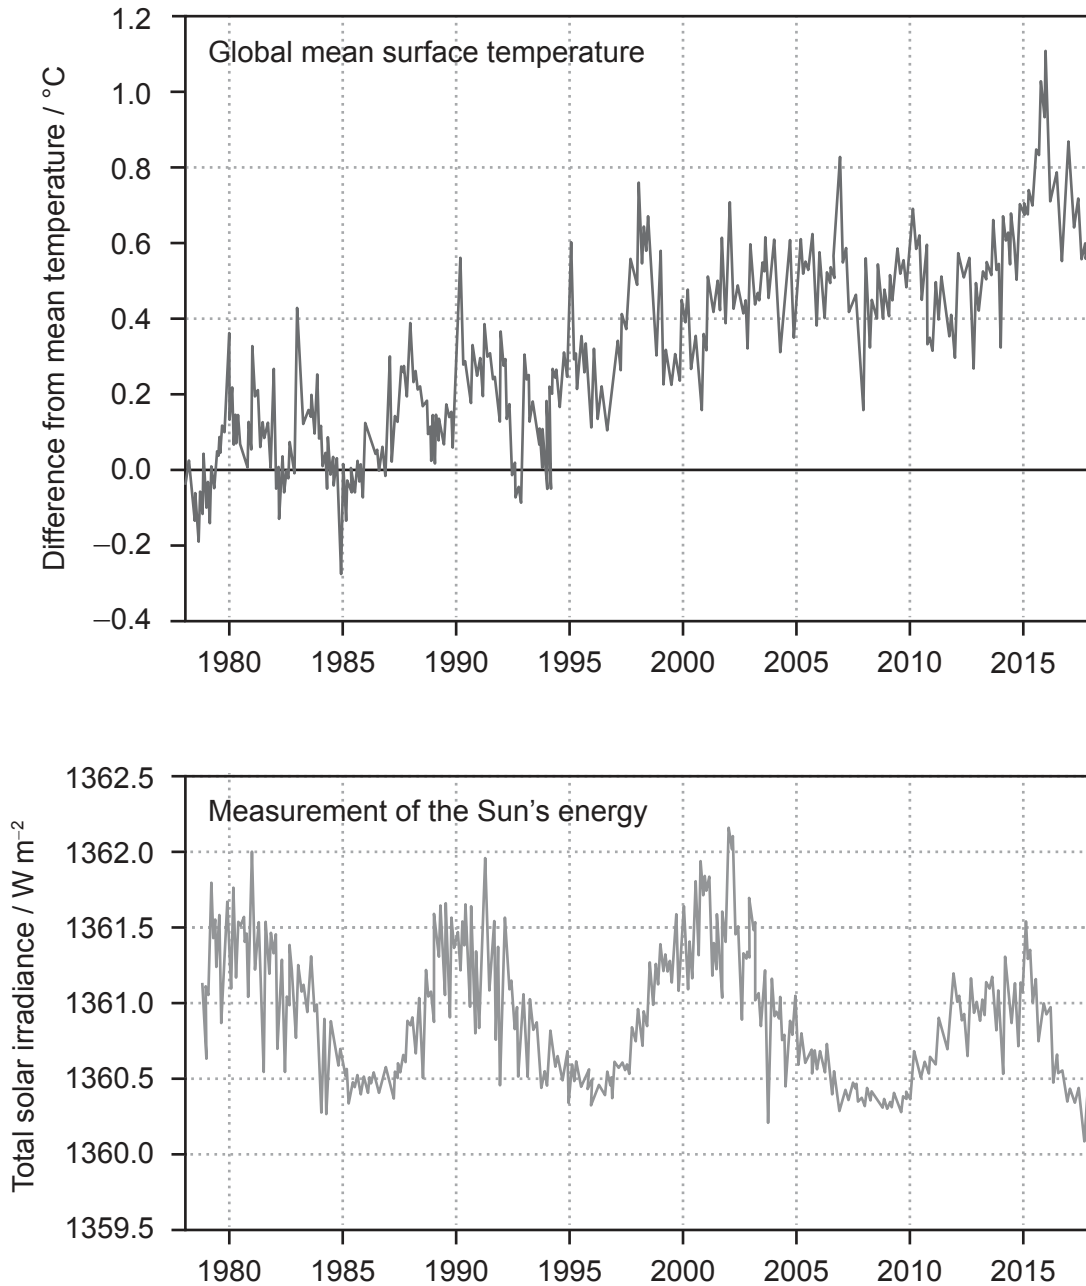 Global mean surface temperature
Difference from mean temperature / °C
1.2
1.0
0.8
0.6
0.4
0.2
0.0
–0.2
–0.4
1980 1985 1990 1995 2000 2005 2010 2015
Measurement of the Sun’s energy
Total solar irradiance / W m⁻²
1362.5
1362.0
1361.5
1361.0
1360.5
1360.0
1359.5
1980 1985 1990 1995 2000 2005 2010 2015